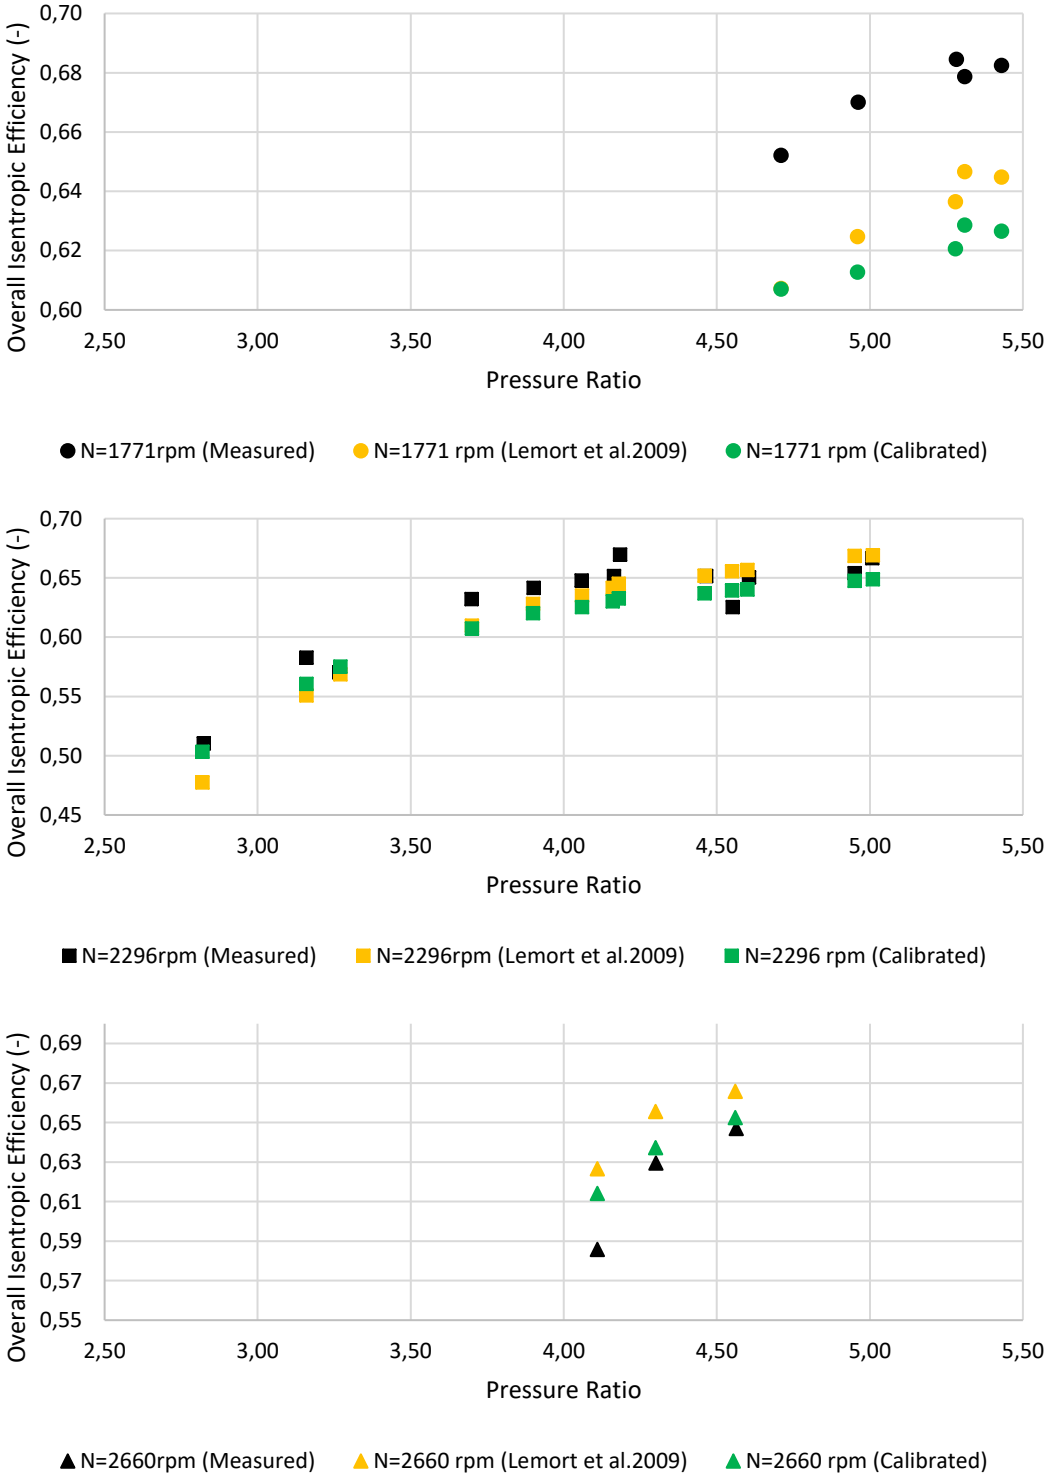 Overall Isentropic Efficiency (-)
0,70
0,68
0,66
0,64
0,62
0,60
2,50 3,00 3,50 4,00 4,50 5,00 5,50
Pressure Ratio
N=1771rpm (Measured) N=1771 rpm (Lemort et al.2009) N=1771 rpm (Calibrated)
Overall Isentropic Efficiency (-)
0,70
0,65
0,60
0,55
0,50
0,45
2,50 3,00 3,50 4,00 4,50 5,00 5,50
Pressure Ratio
N=2296rpm (Measured) N=2296rpm (Lemort et al.2009) N=2296 rpm (Calibrated)
Overall Isentropic Efficiency (-)
0,69
0,67
0,65
0,63
0,61
0,59
0,57
0,55
2,50 3,00 3,50 4,00 4,50 5,00 5,50
Pressure Ratio
N=2660rpm (Measured) N=2660 rpm (Lemort et al.2009) N=2660 rpm (Calibrated)